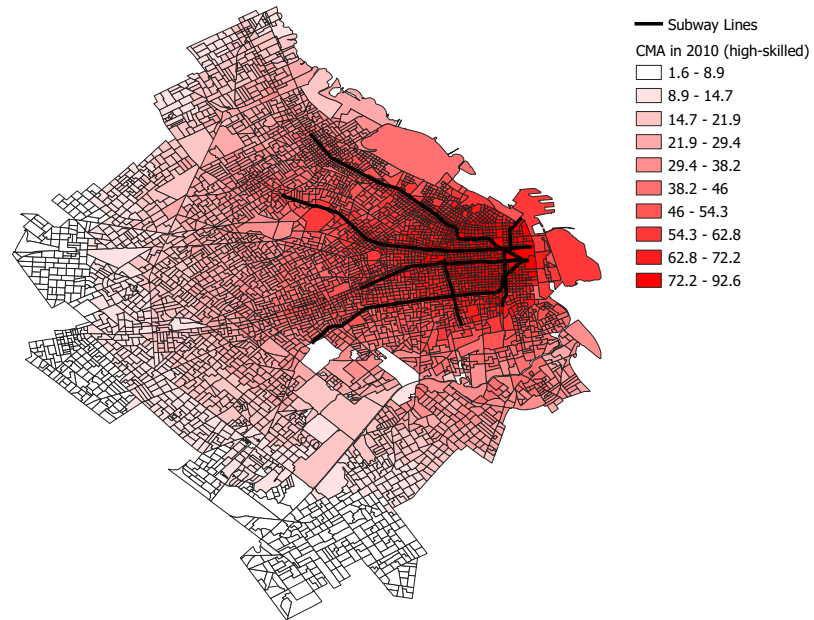 Subway Lines
CMA in 2010 (high-skilled)
1.6 - 8.9
8.9 - 14.7
14.7 - 21.9
21.9 - 29.4
29.4 - 38.2
38.2 - 46
46 - 54.3
54.3 - 62.8
62.8 - 72.2
72.2 - 92.6